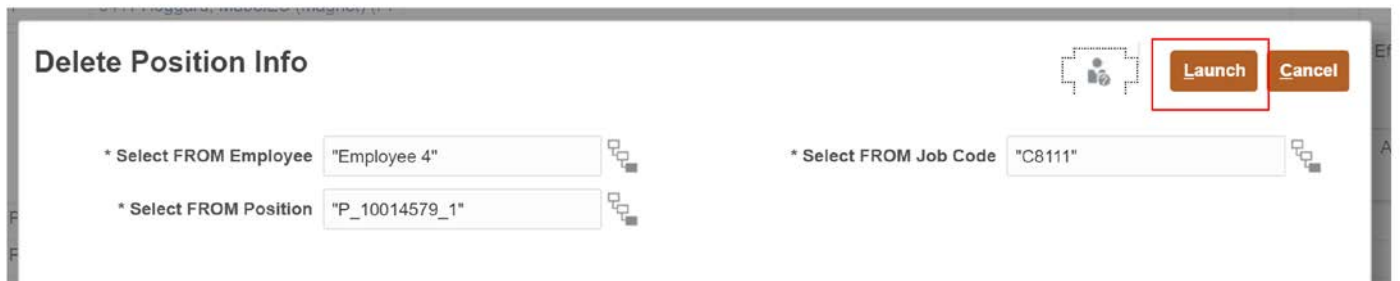 Delete Position Info
Launch Cancel
* Select FROM Employee "Employee 4" * Select FROM Job Code "C8111"
* Select FROM Position "P_10014579_1"